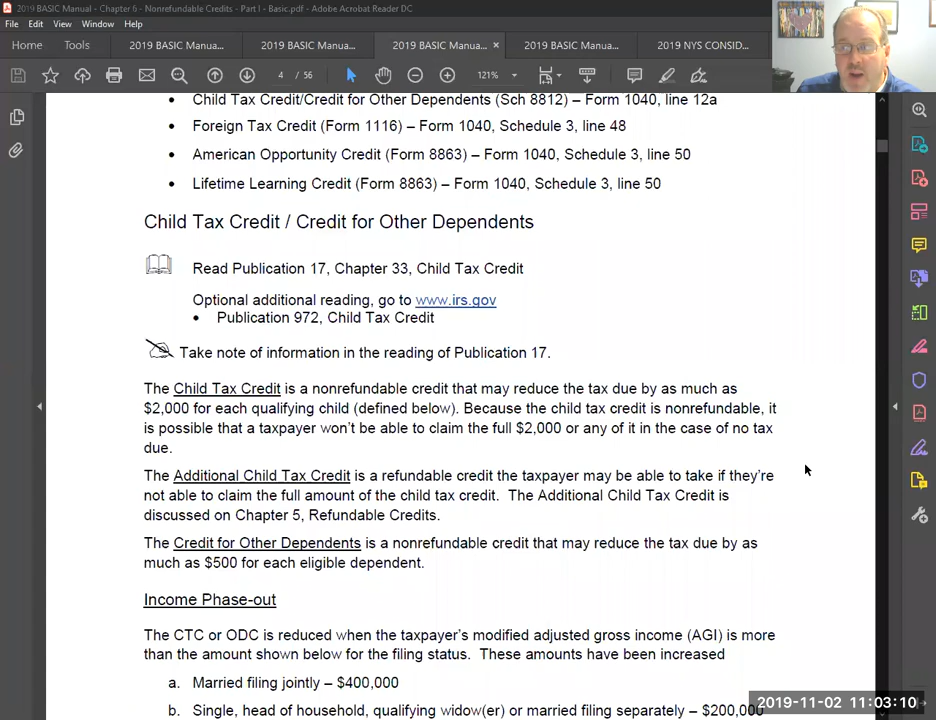 2019 BASIC Manual - Chapter 6 - Nonrefundable Credits - Part I - Basic.pdf - Adobe Acrobat Reader DC
File Edit View Window Help
Home Tools 2019 BASIC Manua... 2019 BASIC Manua... 2019 BASIC Manua... × 2019 BASIC Manua... 2019 NYS CONSID...
4 / 56 121%
• Child Tax Credit/Credit for Other Dependents (Sch 8812) – Form 1040, line 12a
• Foreign Tax Credit (Form 1116) – Form 1040, Schedule 3, line 48
• American Opportunity Credit (Form 8863) – Form 1040, Schedule 3, line 50
• Lifetime Learning Credit (Form 8863) – Form 1040, Schedule 3, line 50
Child Tax Credit / Credit for Other Dependents
Read Publication 17, Chapter 33, Child Tax Credit
Optional additional reading, go to www.irs.gov
• Publication 972, Child Tax Credit
Take note of information in the reading of Publication 17.
The Child Tax Credit is a nonrefundable credit that may reduce the tax due by as much as
$2,000 for each qualifying child (defined below). Because the child tax credit is nonrefundable, it
is possible that a taxpayer won't be able to claim the full $2,000 or any of it in the case of no tax
due.
The Additional Child Tax Credit is a refundable credit the taxpayer may be able to take if they're
not able to claim the full amount of the child tax credit. The Additional Child Tax Credit is
discussed on Chapter 5, Refundable Credits.
The Credit for Other Dependents is a nonrefundable credit that may reduce the tax due by as
much as $500 for each eligible dependent.
Income Phase-out
The CTC or ODC is reduced when the taxpayer's modified adjusted gross income (AGI) is more
than the amount shown below for the filing status. These amounts have been increased
a. Married filing jointly – $400,000
b. Single, head of household, qualifying widow(er) or married filing separately – $200,000
2019-11-02 11:03:10